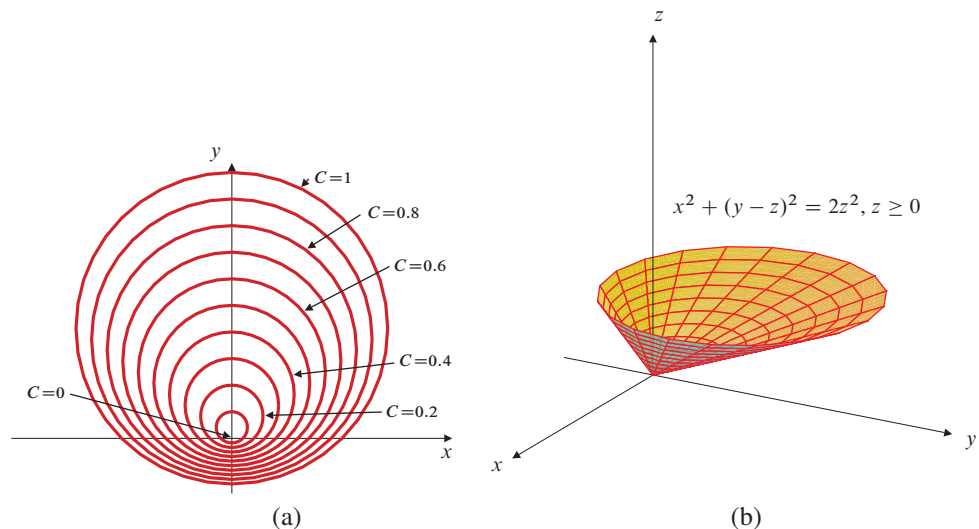 y
C=1
C=0.8
C=0.6
C=0.4
C=0
C=0.2
x
(a)
z
x² + (y − z)² = 2z², z ≥ 0
x
y
(b)